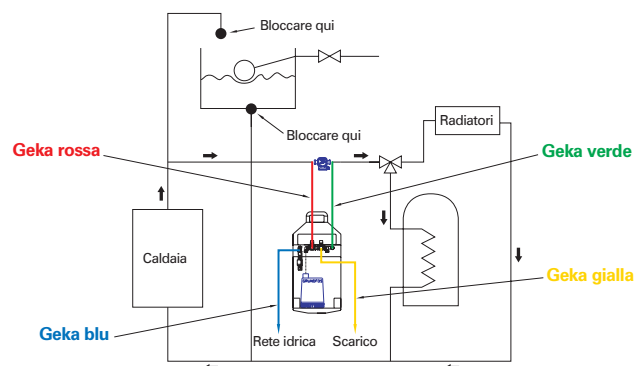 Bloccare qui
Bloccare qui
Radiatori
Geka rossa
Geka verde
Caldaia
Geka gialla
Geka blu
Rete idrica
Scarico